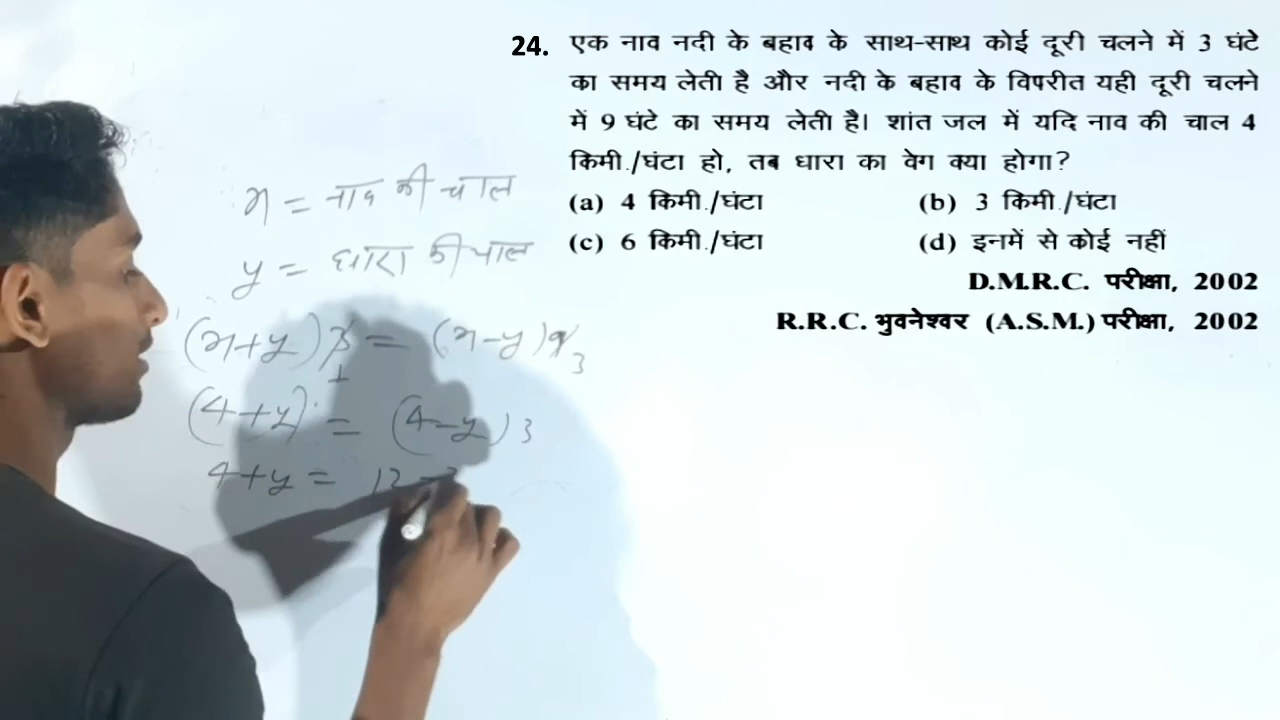 24. एक नाव नदी के बहाव के साथ-साथ कोई दूरी चलने में 3 घंटे
का समय लेती है और नदी के बहाव के विपरीत यही दूरी चलने
में 9 घंटे का समय लेती है। शांत जल में यदि नाव की चाल 4
किमी./घंटा हो, तब धारा का वेग क्या होगा?
(a) 4 किमी./घंटा (b) 3 किमी./घंटा
(c) 6 किमी./घंटा (d) इनमें से कोई नहीं
D.M.R.C. परीक्षा, 2002
R.R.C. भुवनेश्वर (A.S.M.) परीक्षा, 2002
x = नाव की चाल
y = धारा की चाल
(x+y) 3 = (x-y) 9
1 3
(4+y) = (4-y) 3
4+y = 12-3